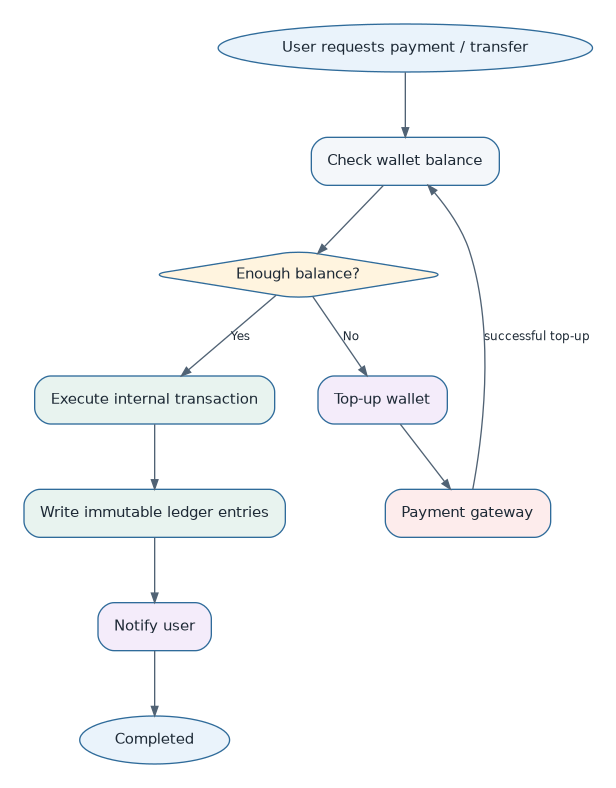 User requests payment / transfer
Check wallet balance
Enough balance?
Yes
No
successful top-up
Execute internal transaction
Top-up wallet
Write immutable ledger entries
Payment gateway
Notify user
Completed